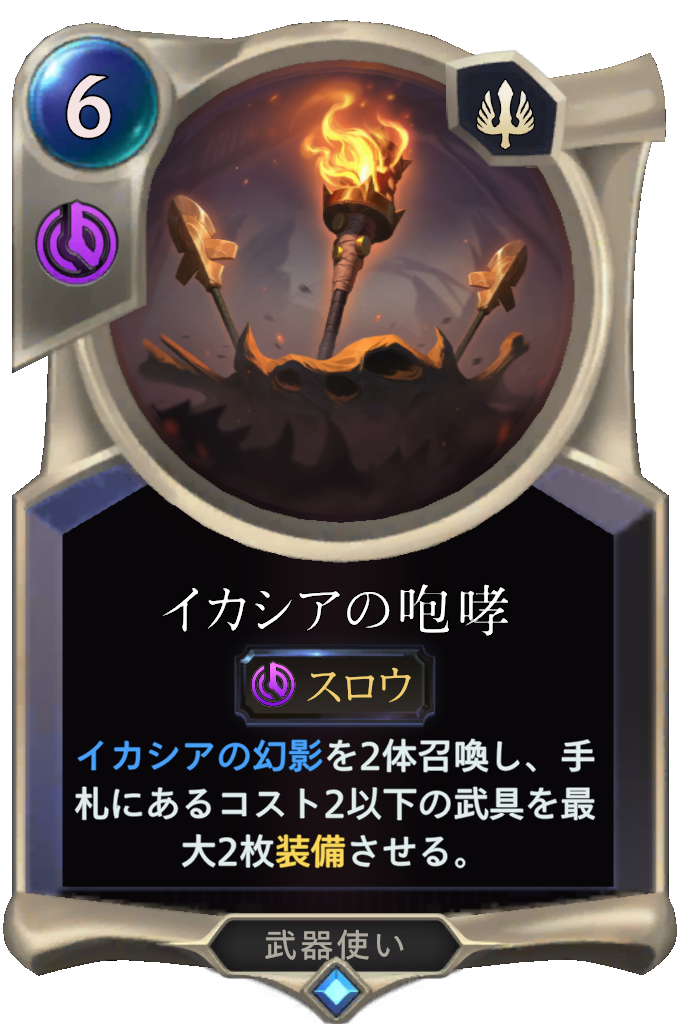 6
イカシアの咆哮
スロウ
イカシアの幻影を2体召喚し、手
札にあるコスト2以下の武具を最
大2枚装備させる。
武器使い